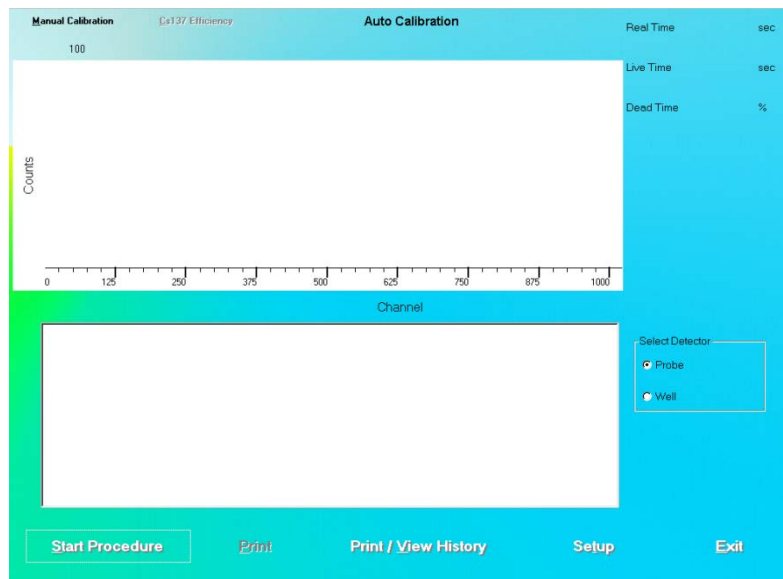 Manual Calibration Cs137 Efficiency Auto Calibration
Real Time sec
100
Live Time sec
Dead Time %
Counts
0 125 250 375 500 625 750 875 1000
Channel
Select Detector
Probe
Well
Start Procedure Print Print / View History Setup Exit